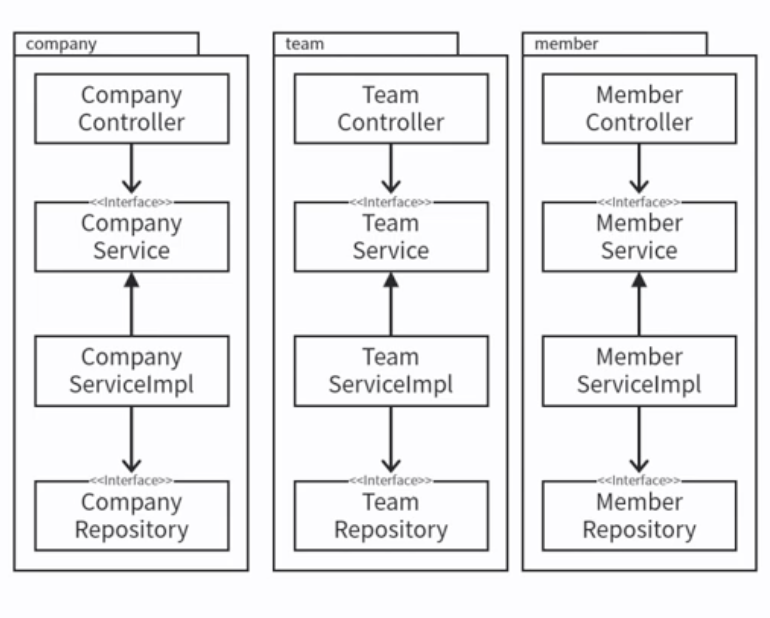 company
Company
Controller
<<Interface>>
Company
Service
Company
ServiceImpl
<<Interface>>
Company
Repository
team
Team
Controller
<<Interface>>
Team
Service
Team
ServiceImpl
<<Interface>>
Team
Repository
member
Member
Controller
<<Interface>>
Member
Service
Member
ServiceImpl
<<Interface>>
Member
Repository